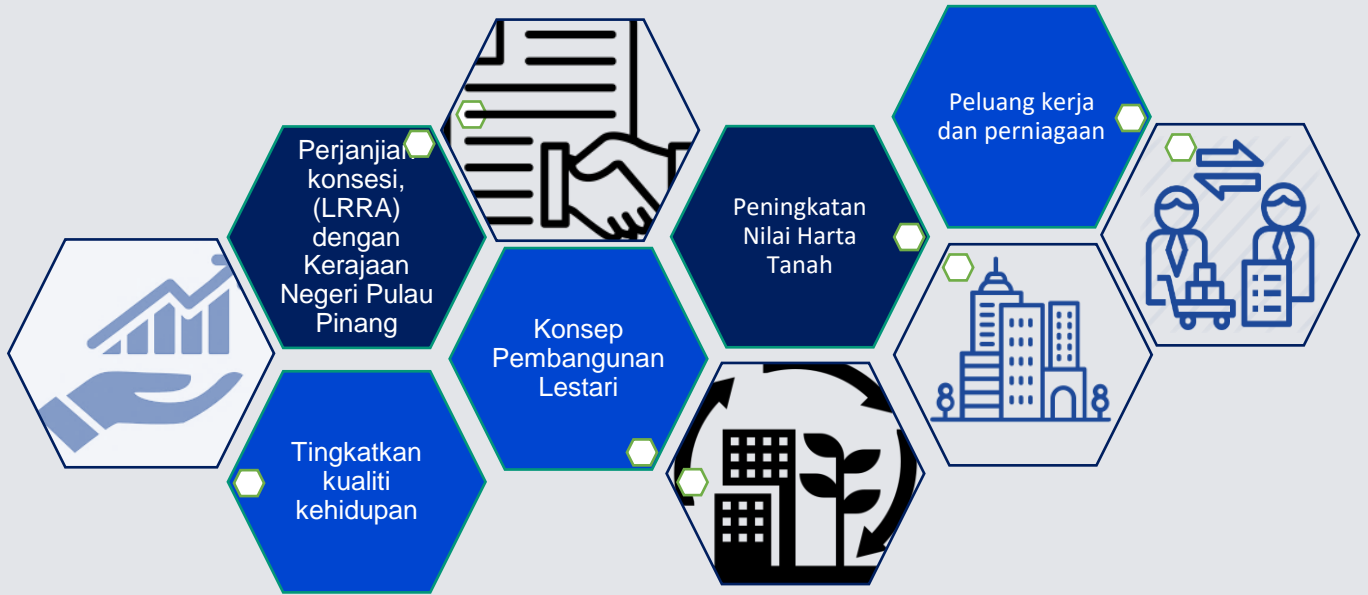 Perjanjian
konsesi,
(LRRA)
dengan
Kerajaan
Negeri Pulau
Pinang
Tingkatkan
kualiti
kehidupan
Konsep
Pembangunan
Lestari
Peningkatan
Nilai Harta
Tanah
Peluang kerja
dan perniagaan